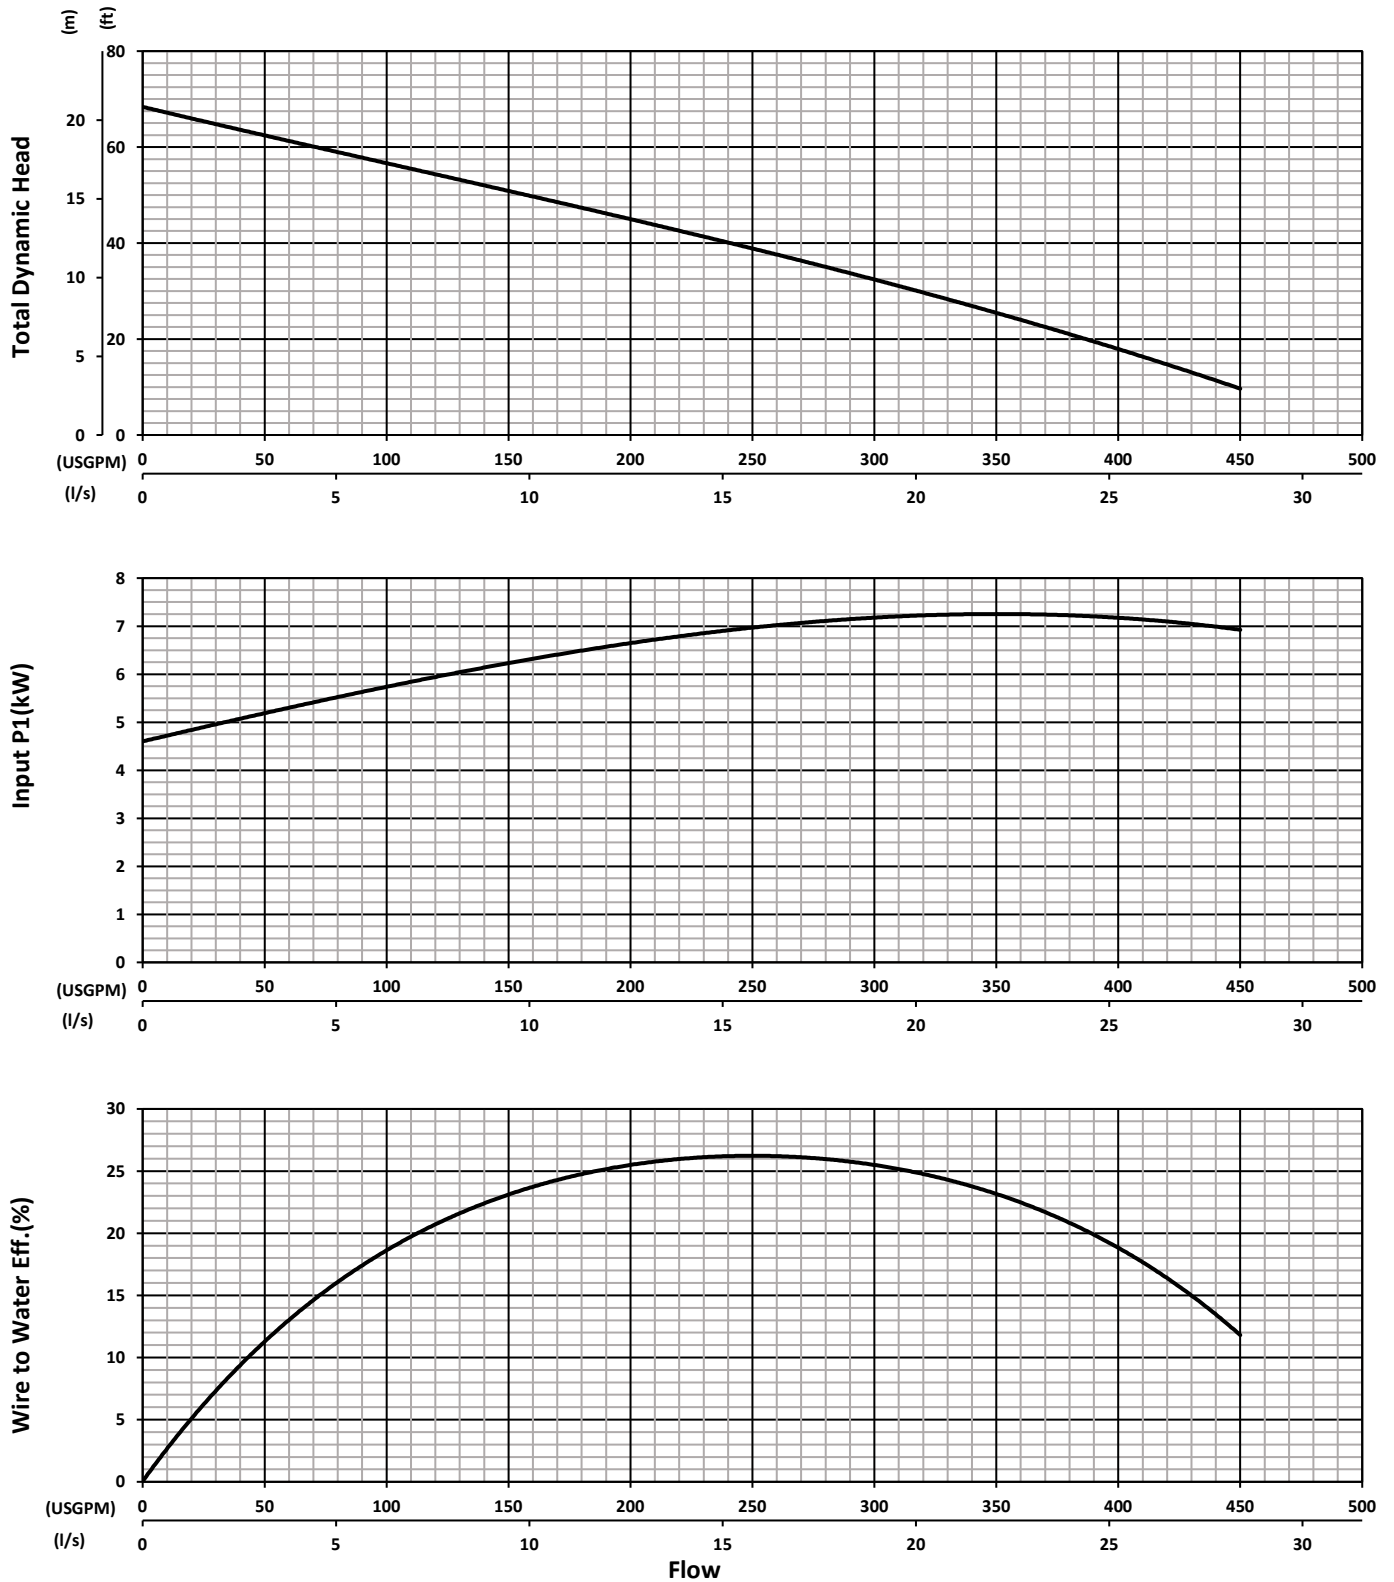 (m) (ft)
80
20
60
15
40
10
20
5
0 0
Total Dynamic Head
(USGPM) 0 50 100 150 200 250 300 350 400 450 500
(l/s) 0 5 10 15 20 25 30
8
7
6
5
4
3
2
1
0
Input P1(kW)
(USGPM) 0 50 100 150 200 250 300 350 400 450 500
(l/s) 0 5 10 15 20 25 30
30
25
20
15
10
5
0
Wire to Water Eff.(%)
(USGPM) 0 50 100 150 200 250 300 350 400 450 500
(l/s) 0 5 10 15 20 25 30
Flow